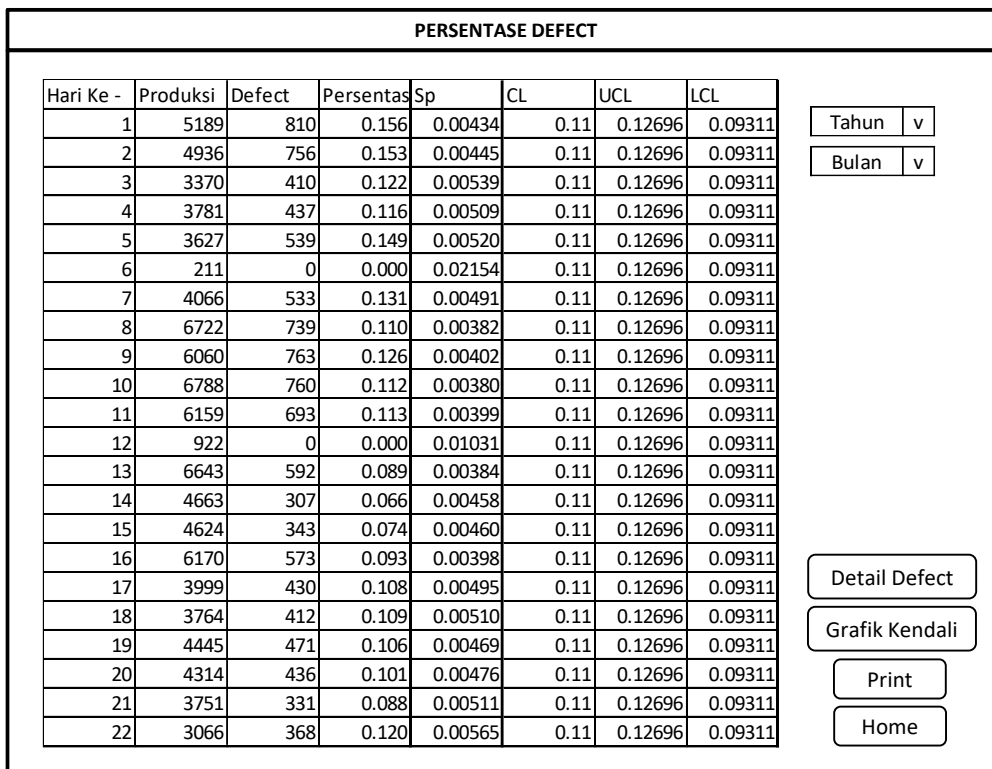 PERSENTASE DEFECT
Hari Ke - Produksi Defect Persentas Sp CL UCL LCL
1 5189 810 0.156 0.00434 0.11 0.12696 0.09311
2 4936 756 0.153 0.00445 0.11 0.12696 0.09311
3 3370 410 0.122 0.00539 0.11 0.12696 0.09311
4 3781 437 0.116 0.00509 0.11 0.12696 0.09311
5 3627 539 0.149 0.00520 0.11 0.12696 0.09311
6 211 0 0.000 0.02154 0.11 0.12696 0.09311
7 4066 533 0.131 0.00491 0.11 0.12696 0.09311
8 6722 739 0.110 0.00382 0.11 0.12696 0.09311
9 6060 763 0.126 0.00402 0.11 0.12696 0.09311
10 6788 760 0.112 0.00380 0.11 0.12696 0.09311
11 6159 693 0.113 0.00399 0.11 0.12696 0.09311
12 922 0 0.000 0.01031 0.11 0.12696 0.09311
13 6643 592 0.089 0.00384 0.11 0.12696 0.09311
14 4663 307 0.066 0.00458 0.11 0.12696 0.09311
15 4624 343 0.074 0.00460 0.11 0.12696 0.09311
16 6170 573 0.093 0.00398 0.11 0.12696 0.09311
17 3999 430 0.108 0.00495 0.11 0.12696 0.09311
18 3764 412 0.109 0.00510 0.11 0.12696 0.09311
19 4445 471 0.106 0.00469 0.11 0.12696 0.09311
20 4314 436 0.101 0.00476 0.11 0.12696 0.09311
21 3751 331 0.088 0.00511 0.11 0.12696 0.09311
22 3066 368 0.120 0.00565 0.11 0.12696 0.09311
Tahun v
Bulan v
Detail Defect
Grafik Kendali
Print
Home